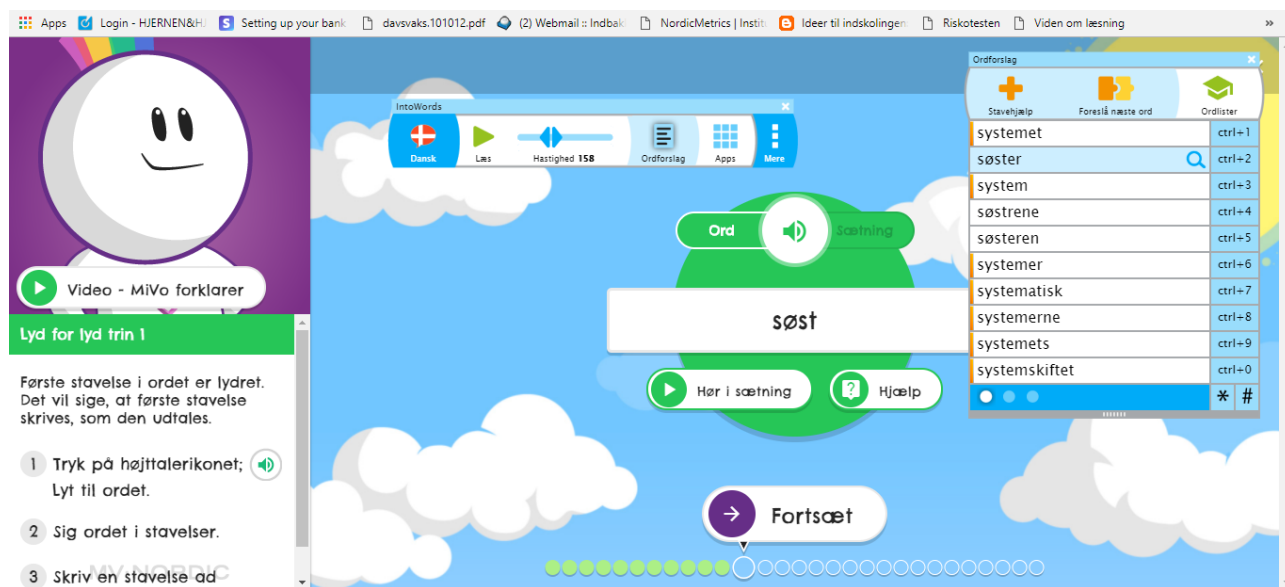 Apps Login - HJERNEN&HJ Setting up your bank davsvaks.101012.pdf (2) Webmail :: Indbak NordicMetrics | Institu Ideer til indskolingen Riskotesten Viden om læsning »
Video - MiVo forklarer
Lyd for lyd trin 1
Første stavelse i ordet er lydret.
Det vil sige, at første stavelse
skrives, som den udtales.
1 Tryk på højttalerikonet;
Lyt til ordet.
2 Sig ordet i stavelser.
3 Skriv en stavelse ad
MV-NORDIC
IntoWords
Dansk Læs Hastighed 158 Ordforslag Apps Mere
Ord Sætning
søst
Hør i sætning ? Hjælp
Fortsæt
Ordforslag
Stavehjælp Foreslå næste ord Ordlister
systemet ctrl+1
søster ctrl+2
system ctrl+3
søstrene ctrl+4
søsteren ctrl+5
systemer ctrl+6
systematisk ctrl+7
systemerne ctrl+8
systemets ctrl+9
systemskiftet ctrl+0
* #